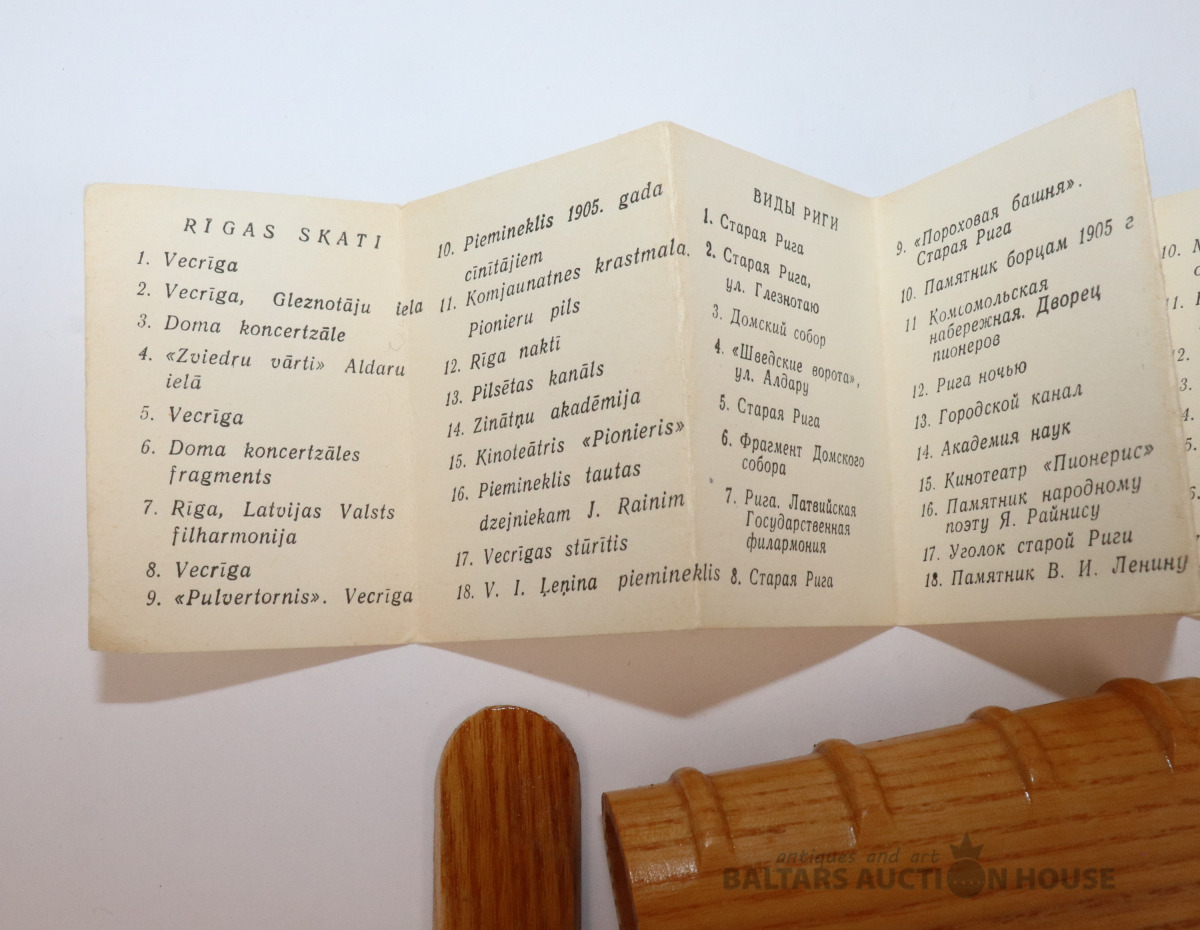 RĪGAS SKATI
1. Vecrīga
2. Vecrīga, Gleznotāju iela
3. Doma koncertzāle
4. «Zviedru vārti» Aldaru
ielā
5. Vecrīga
6. Doma koncertzāles
fragments
7. Rīga, Latvijas Valsts
filharmonija
8. Vecrīga
9. «Pulvertornis». Vecrīga
10. Piemineklis 1905. gada
cīnītājiem
11. Komjaunatnes krastmala.
Pionieru pils
12. Rīga naktī
13. Pilsētas kanāls
14. Zinātņu akadēmija
15. Kinoteātris «Pionieris»
16. Piemineklis tautas
dzejniekam J. Rainim
17. Vecrīgas stūrītis
18. V. I. Ļeņina piemineklis
ВИДЫ РИГИ
1. Старая Рига
2. Старая Рига,
ул. Глезнотаю
3. Домский собор
4. «Шведские ворота»,
ул. Алдару
5. Старая Рига
6. Фрагмент Домского
собора
7. Рига. Латвийская
Государственная
филармония
8. Старая Рига
9. «Пороховая башня».
Старая Рига
10. Памятник борцам 1905 г
11 Комсомольская
набережная. Дворец
пионеров
12. Рига ночью
13. Городской канал
14. Академия наук
15. Кинотеатр «Пионерис»
16. Памятник народному
поэту Я. Райнису
17. Уголок старой Риги
18. Памятник В. И. Ленину
10.
11.
12.
3.
4.
5.
antiques and art
BALTARS AUCTION HOUSE